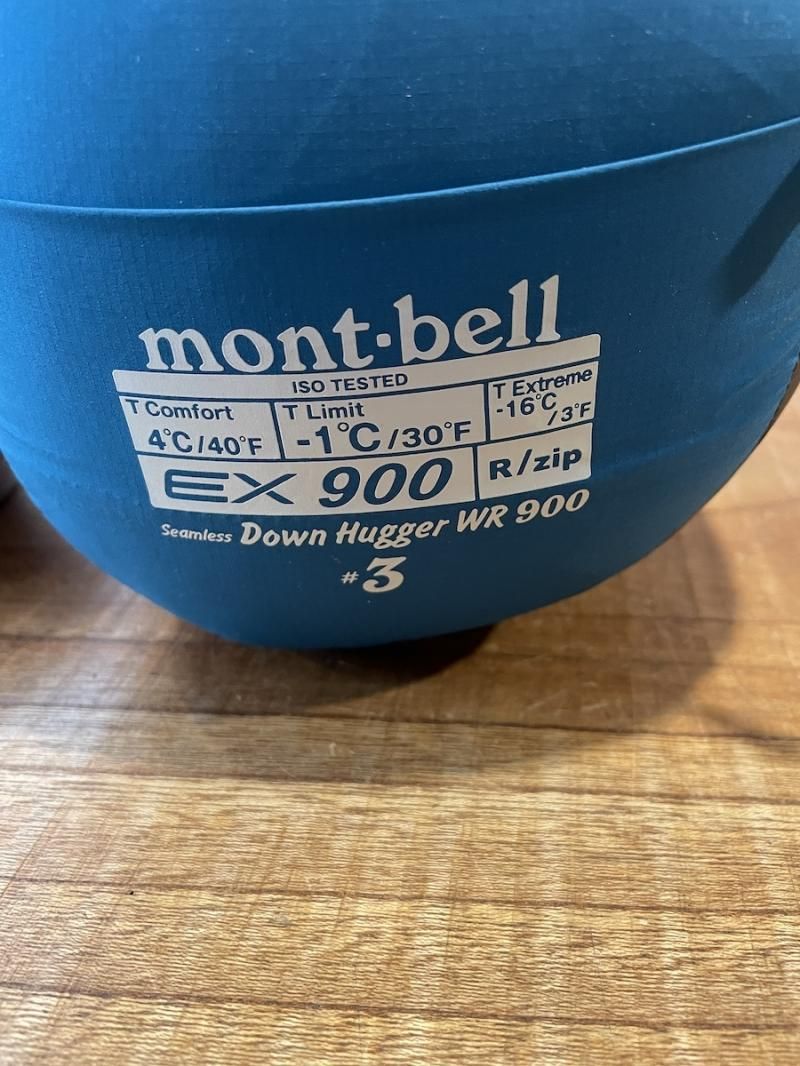 mont·bell
ISO TESTED
T Comfort T Limit T Extreme
4°C/40°F -1°C/30°F -16°C/3°F
EX 900 R/zip
Seamless Down Hugger WR 900
#3